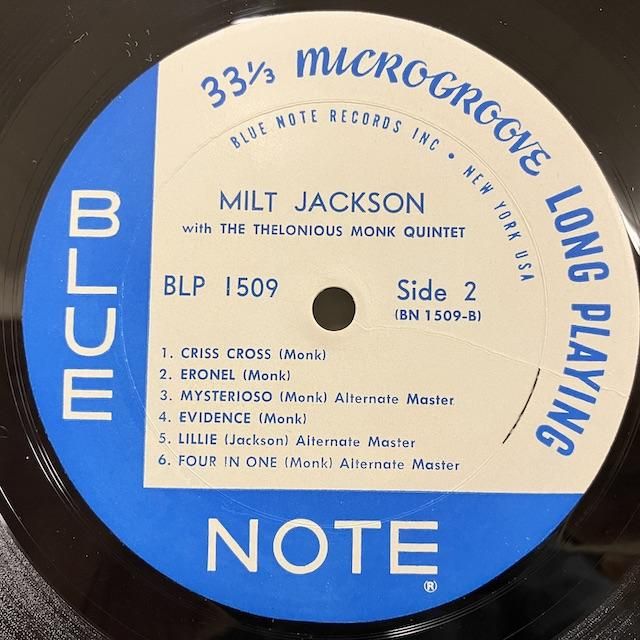 33⅓ MICROGROOVE LONG PLAYING
BLUE NOTE RECORDS INC • NEW YORK USA
MILT JACKSON
with THE THELONIOUS MONK QUINTET
BLP 1509
Side 2
(BN 1509-B)
1. CRISS CROSS (Monk)
2. ERONEL (Monk)
3. MYSTERIOSO (Monk) Alternate Master
4. EVIDENCE (Monk)
5. LILLIE (Jackson) Alternate Master
6. FOUR IN ONE (Monk) Alternate Master
BLUE
NOTE
®